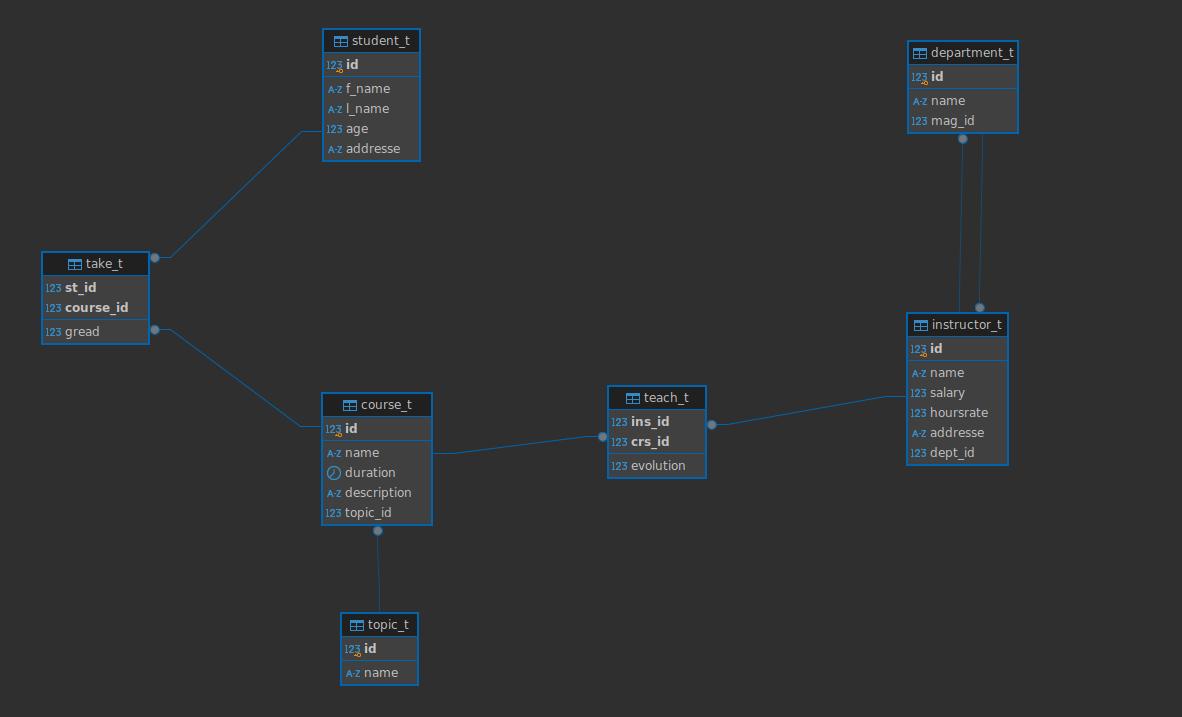 student_t
123 id
A-Z f_name
A-Z l_name
123 age
A-Z addresse
department_t
123 id
A-Z name
123 mag_id
take_t
123 st_id
123 course_id
123 gread
instructor_t
123 id
A-Z name
123 salary
123 hoursrate
A-Z addresse
123 dept_id
course_t
123 id
A-Z name
duration
A-Z description
123 topic_id
teach_t
123 ins_id
123 crs_id
123 evolution
topic_t
123 id
A-Z name